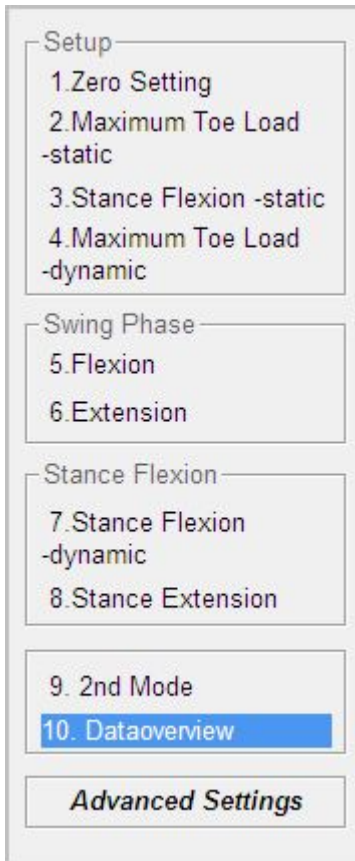 Setup
1.Zero Setting
2.Maximum Toe Load
-static
3.Stance Flexion -static
4.Maximum Toe Load
-dynamic
Swing Phase
5.Flexion
6.Extension
Stance Flexion
7.Stance Flexion
-dynamic
8.Stance Extension
9. 2nd Mode
10. Dataoverview
Advanced Settings